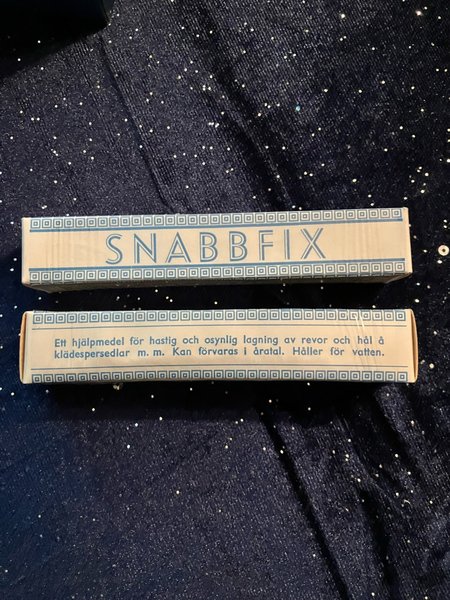 SNABBFIX
Ett hjälpmedel för hastig och osynlig lagning av revor och hål å
klädespersedlar m. m. Kan förvaras i åratal. Håller för vatten.